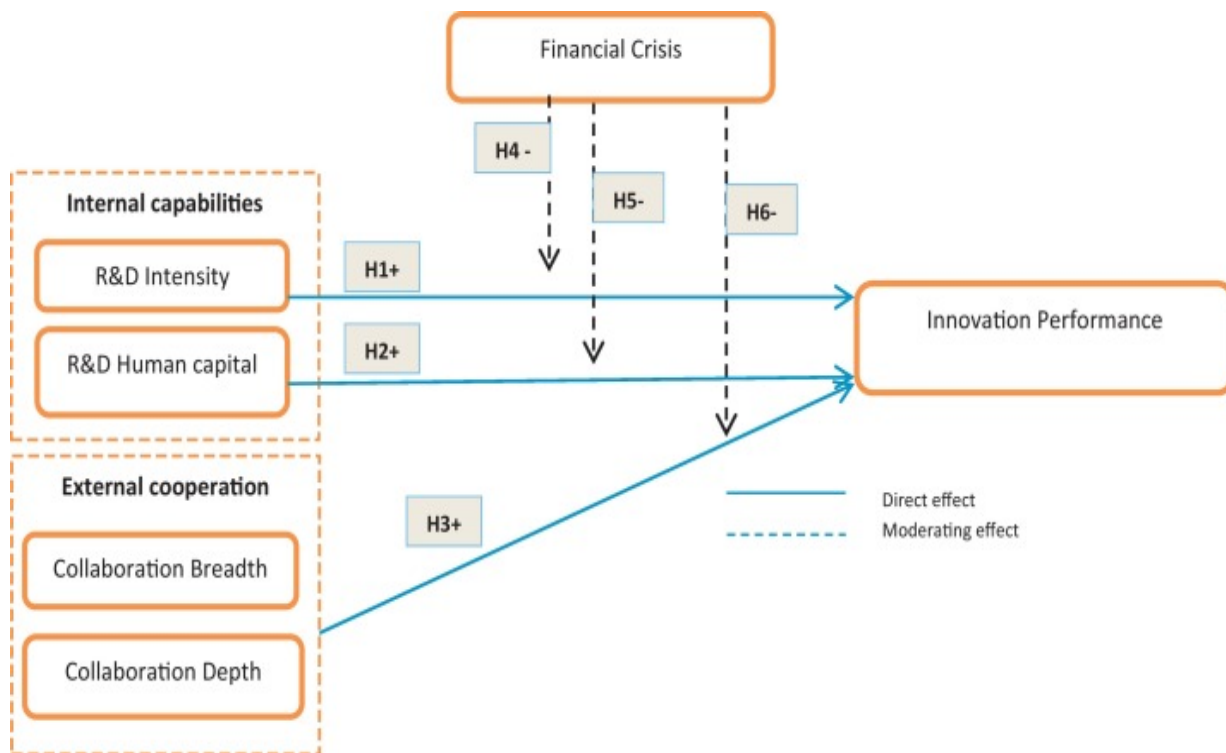 Financial Crisis
H4 -
H5-
H6-
Internal capabilities
R&D Intensity
H1+
R&D Human capital
H2+
Innovation Performance
External cooperation
H3+
Collaboration Breadth
Collaboration Depth
Direct effect
Moderating effect